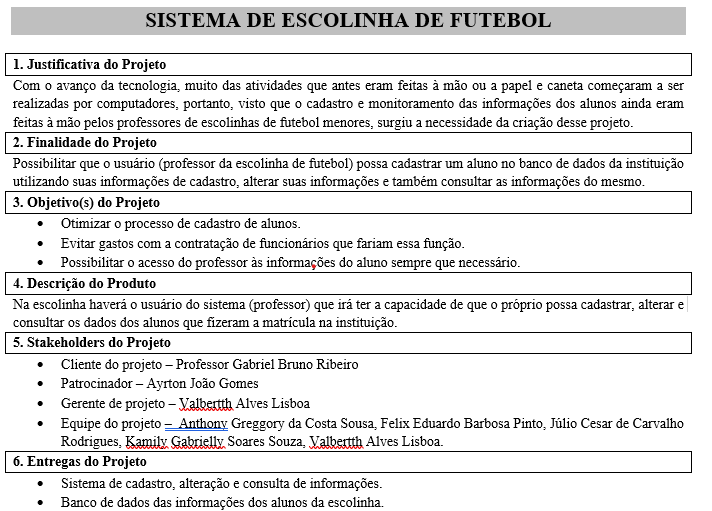 SISTEMA DE ESCOLINHA DE FUTEBOL
1. Justificativa do Projeto
Com o avanço da tecnologia, muito das atividades que antes eram feitas à mão ou a papel e caneta começaram a ser
realizadas por computadores, portanto, visto que o cadastro e monitoramento das informações dos alunos ainda eram
feitas à mão pelos professores de escolinhas de futebol menores, surgiu a necessidade da criação desse projeto.
2. Finalidade do Projeto
Possibilitar que o usuário (professor da escolinha de futebol) possa cadastrar um aluno no banco de dados da instituição
utilizando suas informações de cadastro, alterar suas informações e também consultar as informações do mesmo.
3. Objetivo(s) do Projeto
• Otimizar o processo de cadastro de alunos.
• Evitar gastos com a contratação de funcionários que fariam essa função.
• Possibilitar o acesso do professor às informações do aluno sempre que necessário.
4. Descrição do Produto
Na escolinha haverá o usuário do sistema (professor) que irá ter a capacidade de que o próprio possa cadastrar, alterar e
consultar os dados dos alunos que fizeram a matrícula na instituição.
5. Stakeholders do Projeto
• Cliente do projeto – Professor Gabriel Bruno Ribeiro
• Patrocinador – Ayrton João Gomes
• Gerente de projeto – Valbertth Alves Lisboa
• Equipe do projeto – Anthony Greggory da Costa Sousa, Felix Eduardo Barbosa Pinto, Júlio Cesar de Carvalho
Rodrigues, Kamily Gabrielly Soares Souza, Valbertth Alves Lisboa.
6. Entregas do Projeto
• Sistema de cadastro, alteração e consulta de informações.
• Banco de dados das informações dos alunos da escolinha.